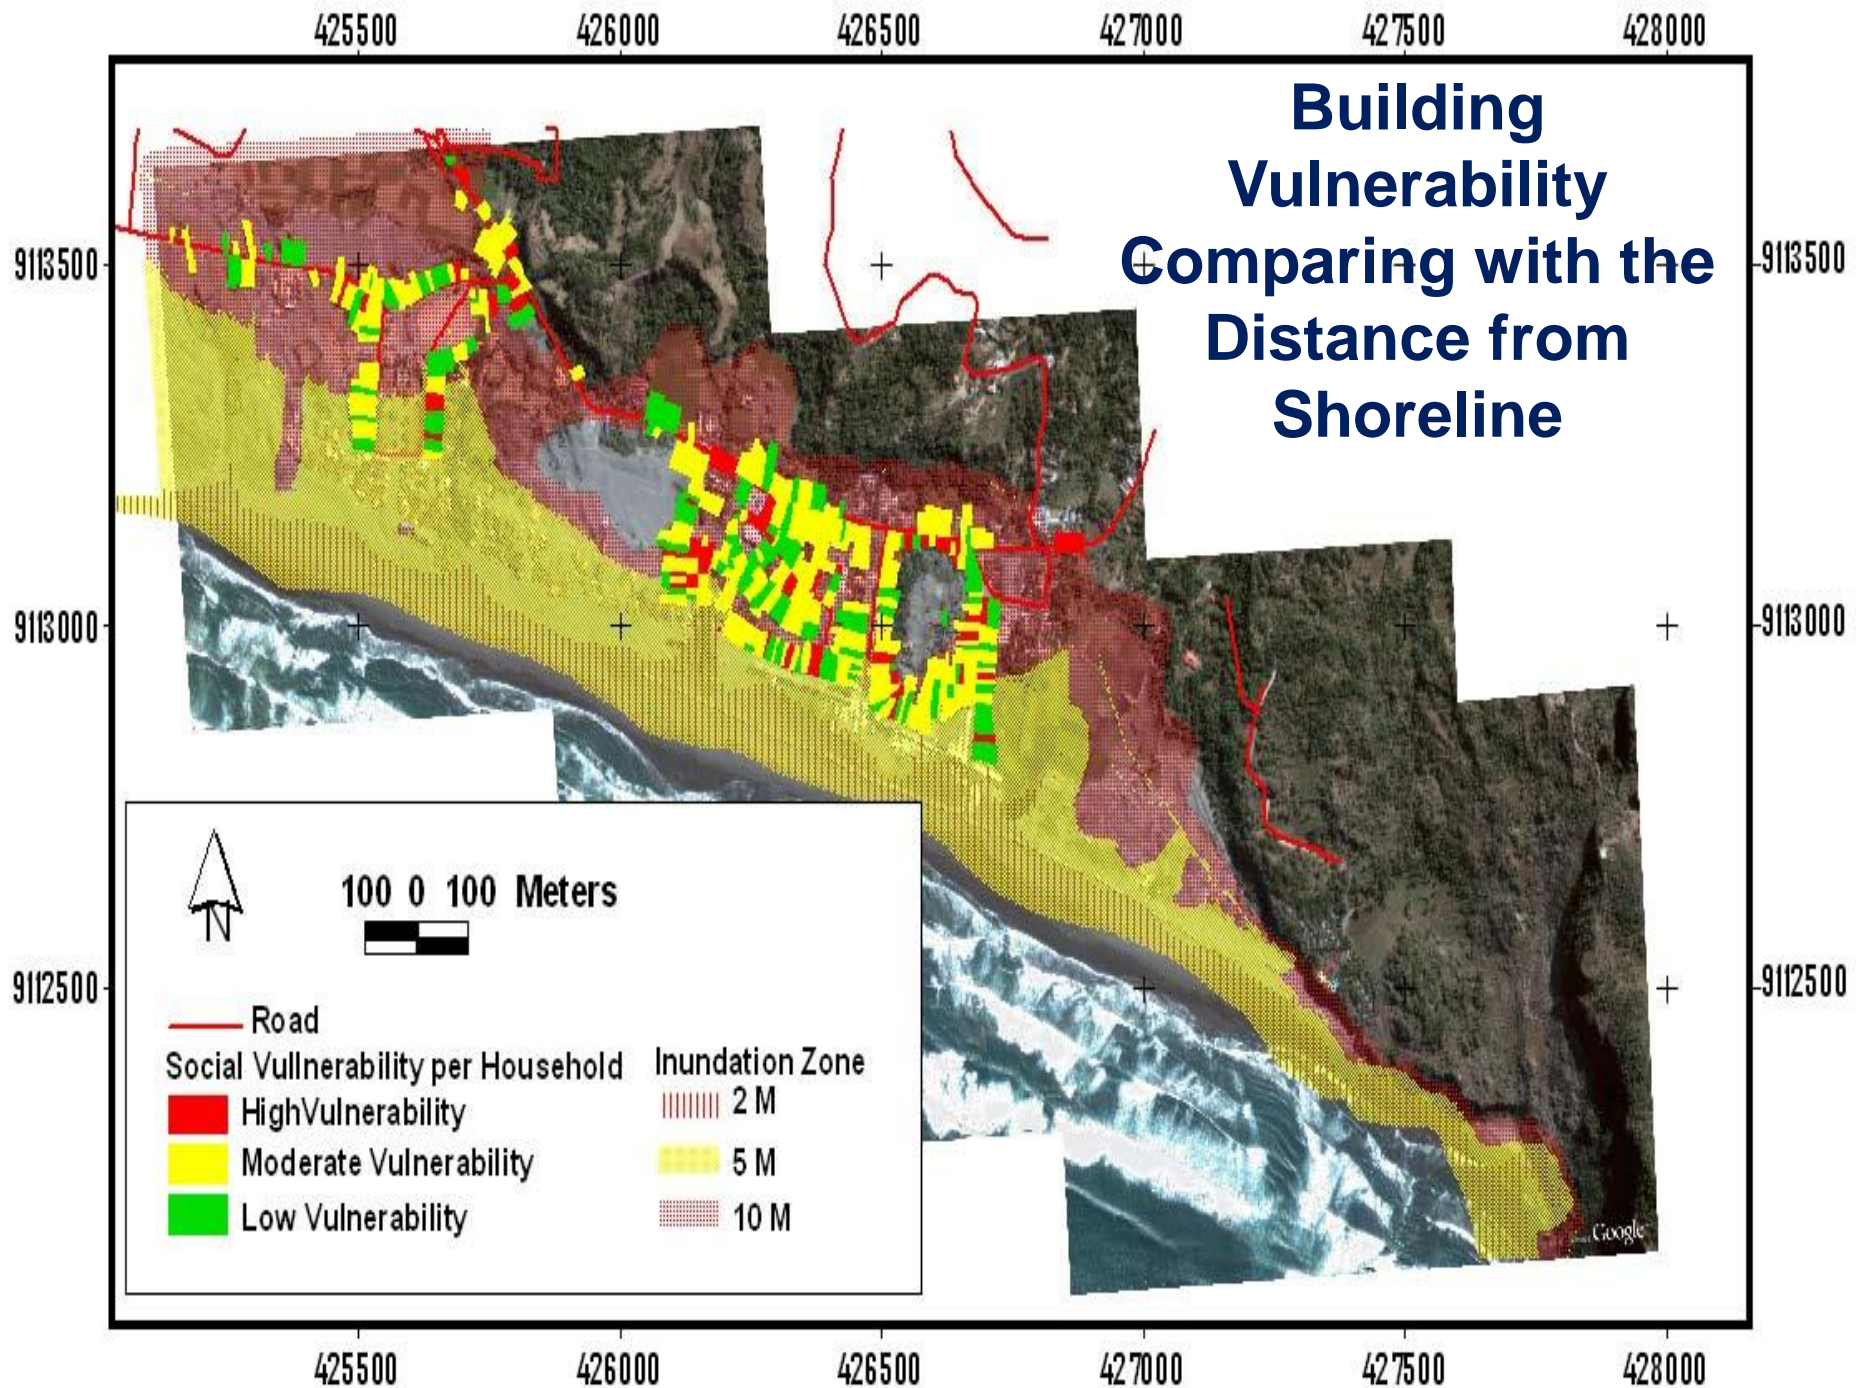 425500 426000 426500 427000 427500 428000
Building
Vulnerability
Comparing with the
Distance from
Shoreline
9113500 9113500
9113000 9113000
9112500 9112500
N
100 0 100 Meters
Road
Social Vullnerability per Household
HighVulnerability
Moderate Vulnerability
Low Vulnerability
Inundation Zone
2 M
5 M
10 M
Google
425500 426000 426500 427000 427500 428000